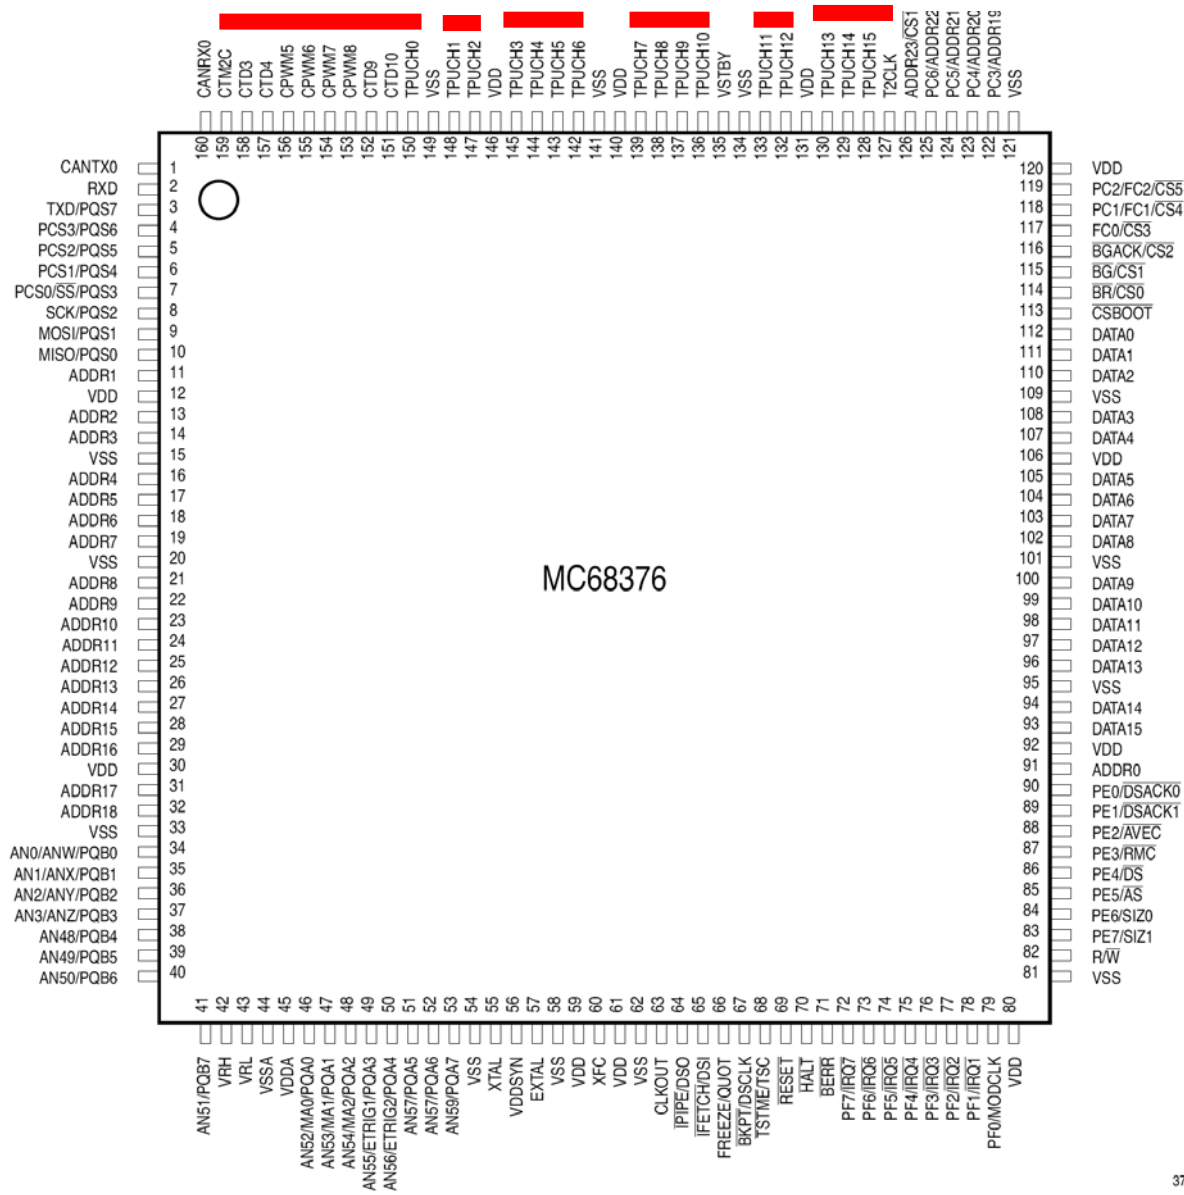 CANRX0
CTM2C
CTD3
CTD4
CPWM5
CPWM6
CPWM7
CPWM8
CTD9
CTD10
TPUCH0
VSS
TPUCH1
TPUCH2
VDD
TPUCH3
TPUCH4
TPUCH5
TPUCH6
VSS
VDD
TPUCH7
TPUCH8
TPUCH9
TPUCH10
VSTBY
VSS
TPUCH11
TPUCH12
VDD
TPUCH13
TPUCH14
TPUCH15
T2CLK
ADDR23/CS1
PC6/ADDR22
PC5/ADDR21
PC4/ADDR20
PC3/ADDR19
VSS
160
159
158
157
156
155
154
153
152
151
150
149
148
147
146
145
144
143
142
141
140
139
138
137
136
135
134
133
132
131
130
129
128
127
126
125
124
123
122
121
CANTX0 1
RXD 2
TXD/PQS7 3
PCS3/PQS6 4
PCS2/PQS5 5
PCS1/PQS4 6
PCS0/SS/PQS3 7
SCK/PQS2 8
MOSI/PQS1 9
MISO/PQS0 10
ADDR1 11
VDD 12
ADDR2 13
ADDR3 14
VSS 15
ADDR4 16
ADDR5 17
ADDR6 18
ADDR7 19
VSS 20
ADDR8 21
ADDR9 22
ADDR10 23
ADDR11 24
ADDR12 25
ADDR13 26
ADDR14 27
ADDR15 28
ADDR16 29
VDD 30
ADDR17 31
ADDR18 32
VSS 33
AN0/ANW/PQB0 34
AN1/ANX/PQB1 35
AN2/ANY/PQB2 36
AN3/ANZ/PQB3 37
AN48/PQB4 38
AN49/PQB5 39
AN50/PQB6 40
MC68376
120 VDD
119 PC2/FC2/CS5
118 PC1/FC1/CS4
117 FC0/CS3
116 BGACK/CS2
115 BG/CS1
114 BR/CS0
113 CSBOOT
112 DATA0
111 DATA1
110 DATA2
109 VSS
108 DATA3
107 DATA4
106 VDD
105 DATA5
104 DATA6
103 DATA7
102 DATA8
101 VSS
100 DATA9
99 DATA10
98 DATA11
97 DATA12
96 DATA13
95 VSS
94 DATA14
93 DATA15
92 VDD
91 ADDR0
90 PE0/DSACK0
89 PE1/DSACK1
88 PE2/AVEC
87 PE3/RMC
86 PE4/DS
85 PE5/AS
84 PE6/SIZ0
83 PE7/SIZ1
82 R/W
81 VSS
41
42
43
44
45
46
47
48
49
50
51
52
53
54
55
56
57
58
59
60
61
62
63
64
65
66
67
68
69
70
71
72
73
74
75
76
77
78
79
80
AN51/PQB7
VRH
VRL
VSSA
VDDA
AN52/MA0/PQA0
AN53/MA1/PQA1
AN54/MA2/PQA2
AN55/ETRIG1/PQA3
AN56/ETRIG2/PQA4
AN57/PQA5
AN57/PQA6
AN59/PQA7
VSS
XTAL
VDDSYN
EXTAL
VSS
VDD
XFC
VDD
VSS
CLKOUT
IPIPE/DSO
IFETCH/DSI
FREEZE/QUOT
BKPT/DSCLK
TSTME/TSC
RESET
HALT
BERR
PF7/IRQ7
PF6/IRQ6
PF5/IRQ5
PF4/IRQ4
PF3/IRQ3
PF2/IRQ2
PF1/IRQ1
PF0/MODCLK
VDD
37